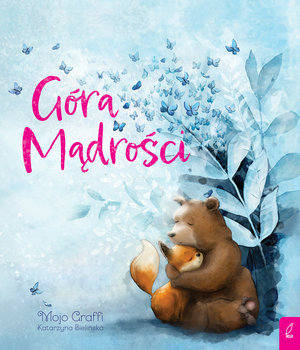 Góra
Mądrości
Mojo Graffi
Katarzyna Bielińska